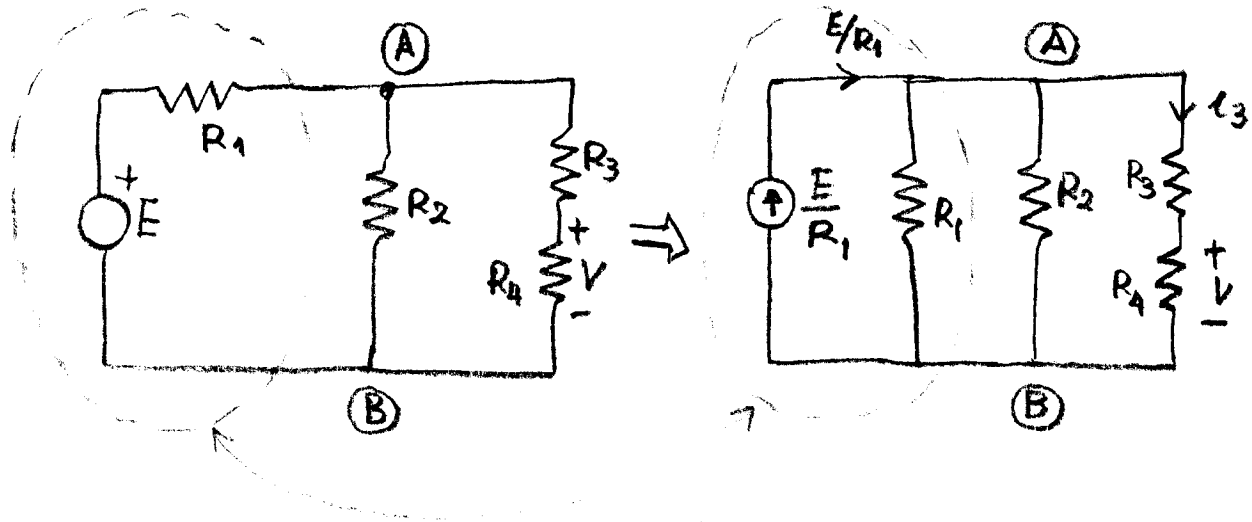 A
R1
+
E
R2
R3
+
R4
V
-
B
⇒
E/R1
A
i3
E/R1
R1
R2
R3
+
R4
V
-
B